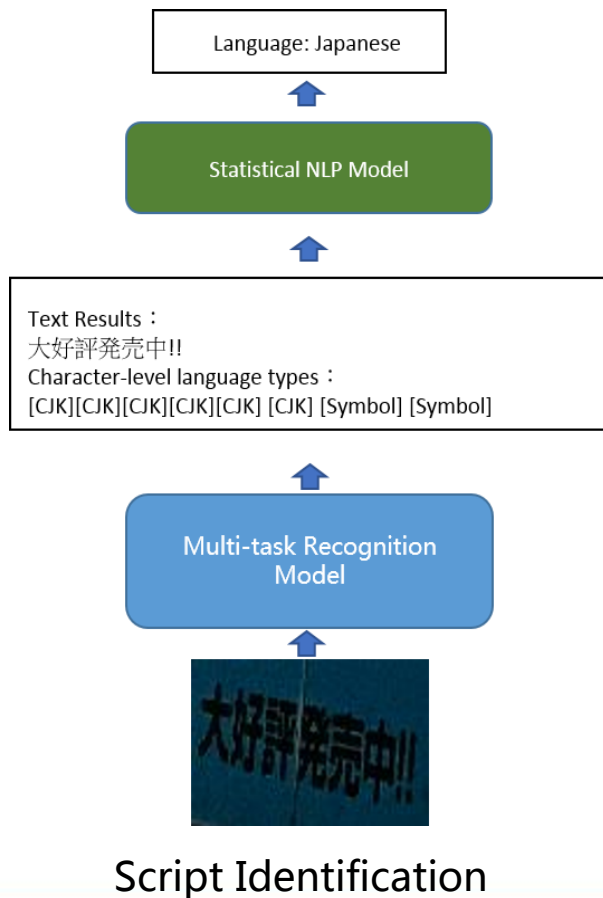 Language: Japanese
Statistical NLP Model
Text Results：
大好評発売中!!
Character-level language types：
[CJK][CJK][CJK][CJK][CJK] [CJK] [Symbol] [Symbol]
Multi-task Recognition
Model
大好評発売中!!
Script Identification